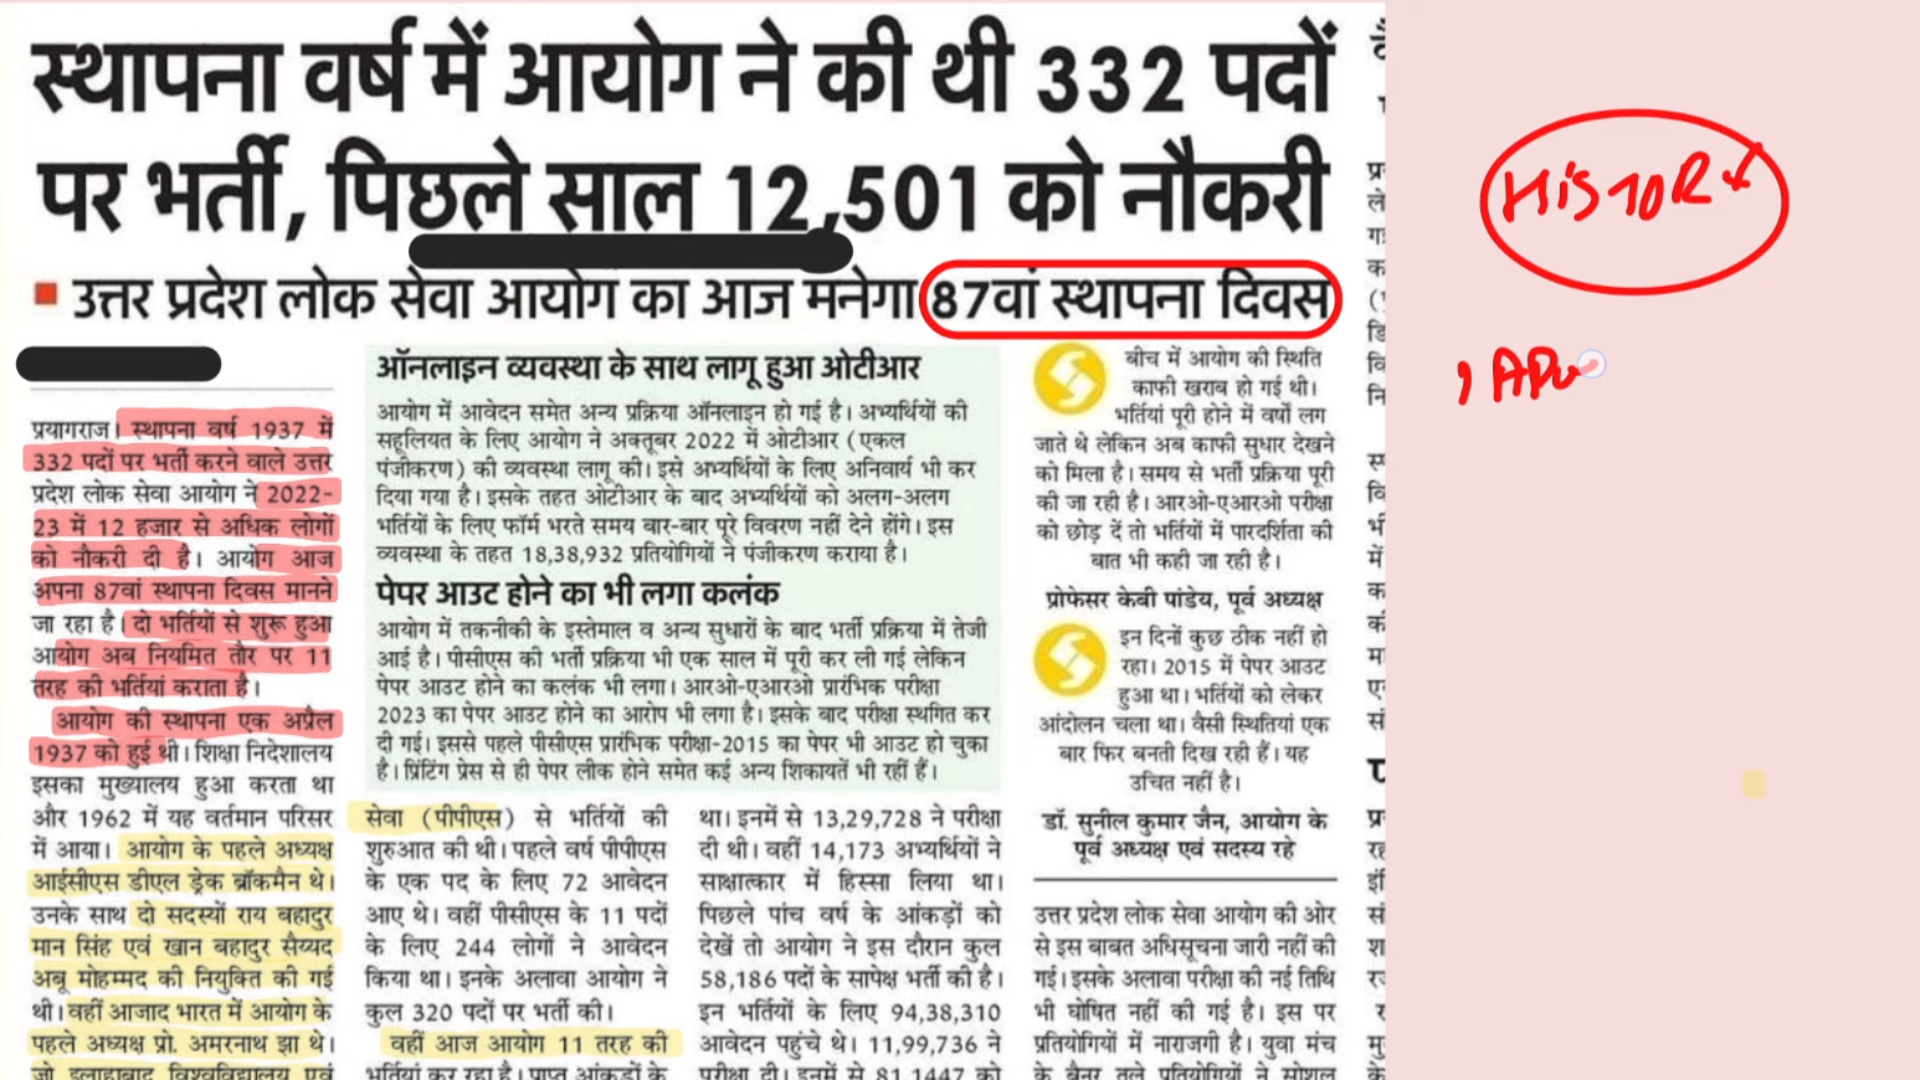 स्थापना वर्ष में आयोग ने की थी 332 पदों
पर भर्ती, पिछले साल 12,501 को नौकरी
उत्तर प्रदेश लोक सेवा आयोग का आज मनेगा 87वां स्थापना दिवस
प्रयागराज। स्थापना वर्ष 1937 में
332 पदों पर भर्ती करने वाले उत्तर
प्रदेश लोक सेवा आयोग ने 2022-
23 में 12 हजार से अधिक लोगों
को नौकरी दी है। आयोग आज
अपना 87वां स्थापना दिवस मानने
जा रहा है। दो भर्तियों से शुरू हुआ
आयोग अब नियमित तौर पर 11
तरह की भर्तियां कराता है।
आयोग की स्थापना एक अप्रैल
1937 को हुई थी। शिक्षा निदेशालय
इसका मुख्यालय हुआ करता था
और 1962 में यह वर्तमान परिसर
में आया। आयोग के पहले अध्यक्ष
आईसीएस डीएल ड्रेक ब्रॉकमैन थे।
उनके साथ दो सदस्यों राय बहादुर
मान सिंह एवं खान बहादुर सैय्यद
अबू मोहम्मद की नियुक्ति की गई
थी। वहीं आजाद भारत में आयोग के
पहले अध्यक्ष प्रो. अमरनाथ झा थे।
जो इलाहाबाद विश्वविद्यालय एवं
ऑनलाइन व्यवस्था के साथ लागू हुआ ओटीआर
आयोग में आवेदन समेत अन्य प्रक्रिया ऑनलाइन हो गई है। अभ्यर्थियों की
सहूलियत के लिए आयोग ने अक्तूबर 2022 में ओटीआर (एकल
पंजीकरण) की व्यवस्था लागू की। इसे अभ्यर्थियों के लिए अनिवार्य भी कर
दिया गया है। इसके तहत ओटीआर के बाद अभ्यर्थियों को अलग-अलग
भर्तियों के लिए फॉर्म भरते समय बार-बार पूरे विवरण नहीं देने होंगे। इस
व्यवस्था के तहत 18,38,932 प्रतियोगियों ने पंजीकरण कराया है।
पेपर आउट होने का भी लगा कलंक
आयोग में तकनीकी के इस्तेमाल व अन्य सुधारों के बाद भर्ती प्रक्रिया में तेजी
आई है। पीसीएस की भर्ती प्रक्रिया भी एक साल में पूरी कर ली गई लेकिन
पेपर आउट होने का कलंक भी लगा। आरओ-एआरओ प्रारंभिक परीक्षा
2023 का पेपर आउट होने का आरोप भी लगा है। इसके बाद परीक्षा स्थगित कर
दी गई। इससे पहले पीसीएस प्रारंभिक परीक्षा-2015 का पेपर भी आउट हो चुका
है। प्रिंटिंग प्रेस से ही पेपर लीक होने समेत कई अन्य शिकायतें भी रहीं हैं।
सेवा (पीपीएस) से भर्तियों की
शुरुआत की थी। पहले वर्ष पीपीएस
के एक पद के लिए 72 आवेदन
आए थे। वहीं पीसीएस के 11 पदों
के लिए 244 लोगों ने आवेदन
किया था। इनके अलावा आयोग ने
कुल 320 पदों पर भर्ती की।
वहीं आज आयोग 11 तरह की
भर्तियां कर रहा है। प्राप्त आंकड़ों के
था। इनमें से 13,29,728 ने परीक्षा
दी थी। वहीं 14,173 अभ्यर्थियों ने
साक्षात्कार में हिस्सा लिया था।
पिछले पांच वर्ष के आंकड़ों को
देखें तो आयोग ने इस दौरान कुल
58,186 पदों के सापेक्ष भर्ती की है।
इन भर्तियों के लिए 94,38,310
आवेदन पहुंचे थे। 11,99,736 ने
परीक्षा दी। इनमें से 81,1447 को
बीच में आयोग की स्थिति
काफी खराब हो गई थी।
भर्तियां पूरी होने में वर्षों लग
जाते थे लेकिन अब काफी सुधार देखने
को मिला है। समय से भर्ती प्रक्रिया पूरी
की जा रही है। आरओ-एआरओ परीक्षा
को छोड़ दें तो भर्तियों में पारदर्शिता की
बात भी कही जा रही है।
प्रोफेसर केबी पांडेय, पूर्व अध्यक्ष
इन दिनों कुछ ठीक नहीं हो
रहा। 2015 में पेपर आउट
हुआ था। भर्तियों को लेकर
आंदोलन चला था। वैसी स्थितियां एक
बार फिर बनती दिख रही हैं। यह
उचित नहीं है।
डॉ. सुनील कुमार जैन, आयोग के
पूर्व अध्यक्ष एवं सदस्य रहे
उत्तर प्रदेश लोक सेवा आयोग की ओर
से इस बाबत अधिसूचना जारी नहीं की
गई। इसके अलावा परीक्षा की नई तिथि
भी घोषित नहीं की गई है। इस पर
प्रतियोगियों में नाराजगी है। युवा मंच
के बैनर तले प्रतियोगियों ने सोशल